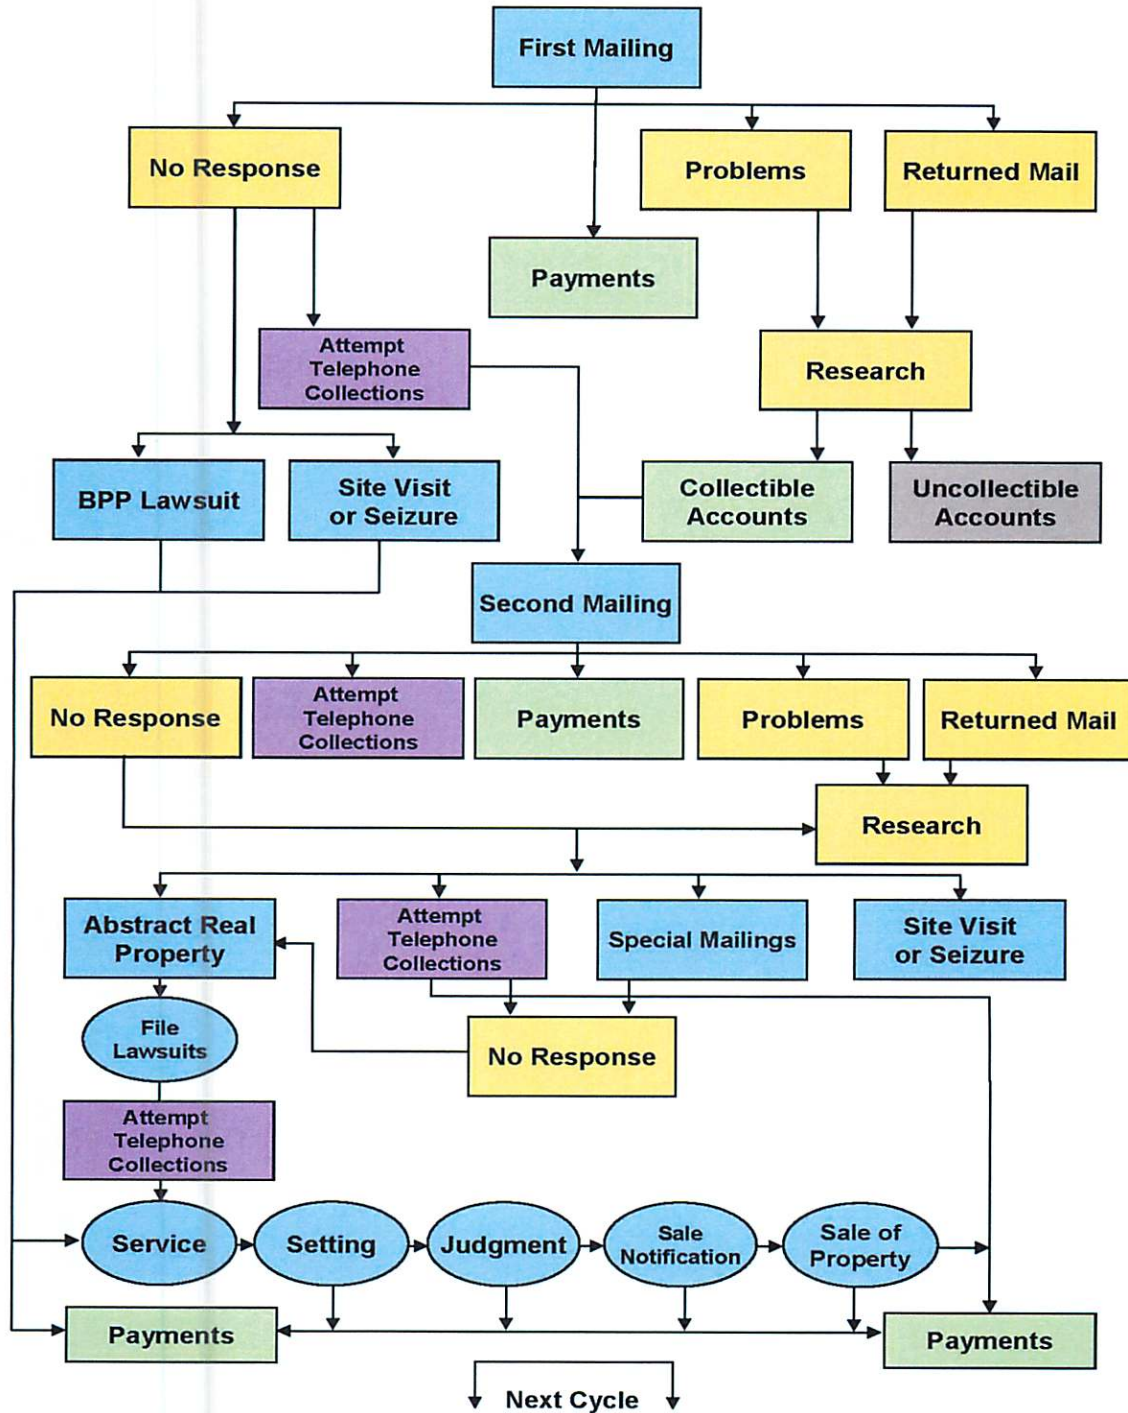 First Mailing
No Response
Problems
Returned Mail
Payments
Attempt
Telephone
Collections
Research
BPP Lawsuit
Site Visit
or Seizure
Collectible
Accounts
Uncollectible
Accounts
Second Mailing
No Response
Attempt
Telephone
Collections
Payments
Problems
Returned Mail
Research
Abstract Real
Property
Attempt
Telephone
Collections
Special Mailings
Site Visit
or Seizure
File
Lawsuits
No Response
Attempt
Telephone
Collections
Service
Setting
Judgment
Sale
Notification
Sale of
Property
Payments
Payments
Next Cycle